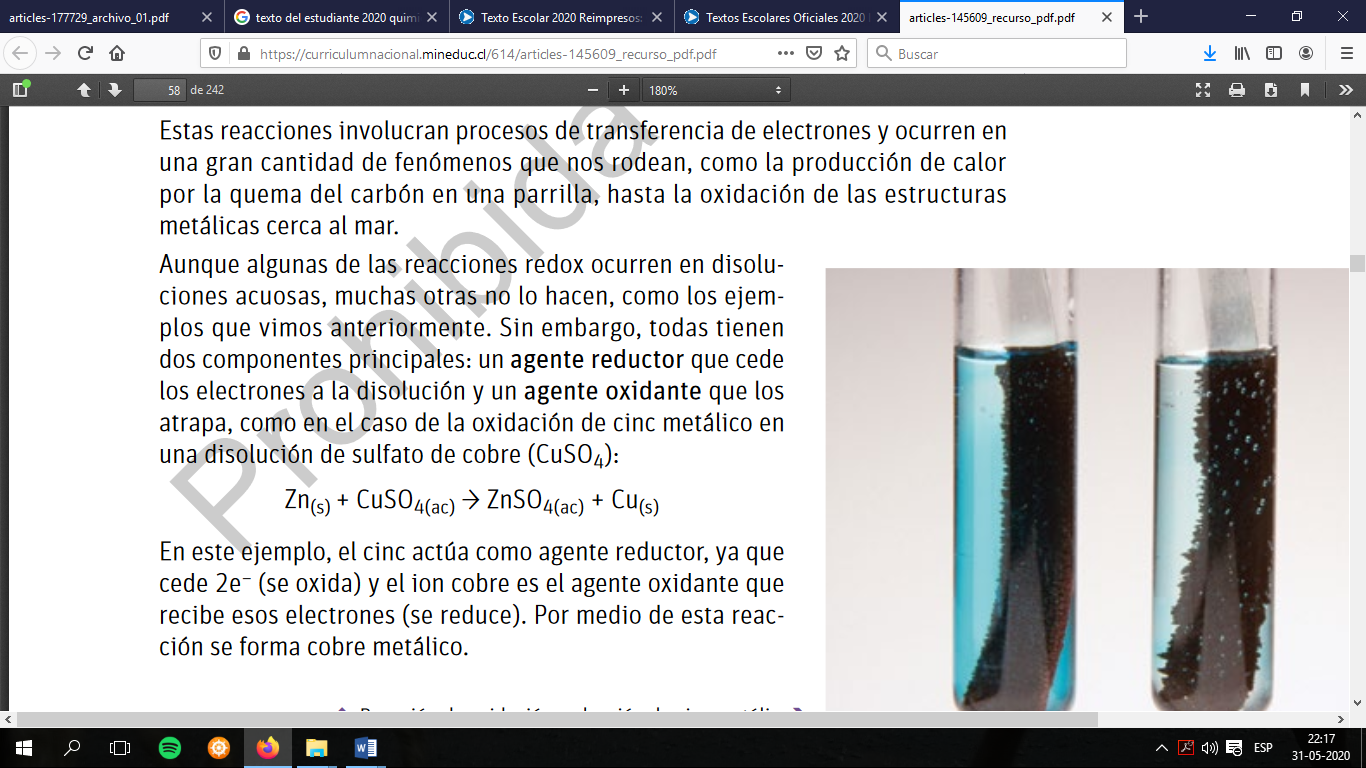 articles-177729_archivo_01.pdf
texto del estudiante 2020 quimi
Texto Escolar 2020 Reimpresos:
Textos Escolares Oficiales 2020
articles-145609_recurso_pdf.pdf
https://curriculumnacional.mineduc.cl/614/articles-145609_recurso_pdf.pdf
Buscar
58 de 242
180%
Estas reacciones involucran procesos de transferencia de electrones y ocurren en
una gran cantidad de fenómenos que nos rodean, como la producción de calor
por la quema del carbón en una parrilla, hasta la oxidación de las estructuras
metálicas cerca al mar.
Aunque algunas de las reacciones redox ocurren en disolu-
ciones acuosas, muchas otras no lo hacen, como los ejem-
plos que vimos anteriormente. Sin embargo, todas tienen
dos componentes principales: un agente reductor que cede
los electrones a la disolución y un agente oxidante que los
atrapa, como en el caso de la oxidación de cinc metálico en
una disolución de sulfato de cobre (CuSO₄):
Zn(s) + CuSO₄(ac) → ZnSO₄(ac) + Cu(s)
En este ejemplo, el cinc actúa como agente reductor, ya que
cede 2e⁻ (se oxida) y el ion cobre es el agente oxidante que
recibe esos electrones (se reduce). Por medio de esta reac-
ción se forma cobre metálico.
Prohibida
ESP
22:17
31-05-2020